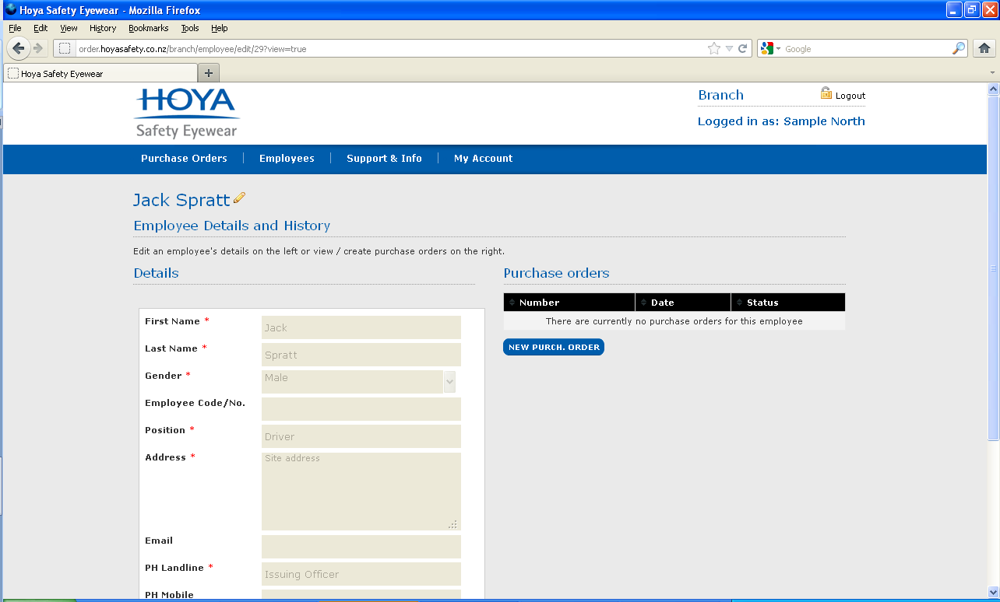 Hoya Safety Eyewear - Mozilla Firefox
File Edit View History Bookmarks Tools Help
order.hoyasafety.co.nz/branch/employee/edit/29?view=true
Google
Hoya Safety Eyewear
HOYA
Safety Eyewear
Branch
Logout
Logged in as: Sample North
Purchase Orders
Employees
Support & Info
My Account
Jack Spratt
Employee Details and History
Edit an employee's details on the left or view / create purchase orders on the right.
Details
First Name *
Jack
Last Name *
Spratt
Gender *
Male
Employee Code/No.
Position *
Driver
Address *
Site address
Email
PH Landline *
Issuing Officer
PH Mobile
Purchase orders
Number Date Status
There are currently no purchase orders for this employee
NEW PURCH. ORDER